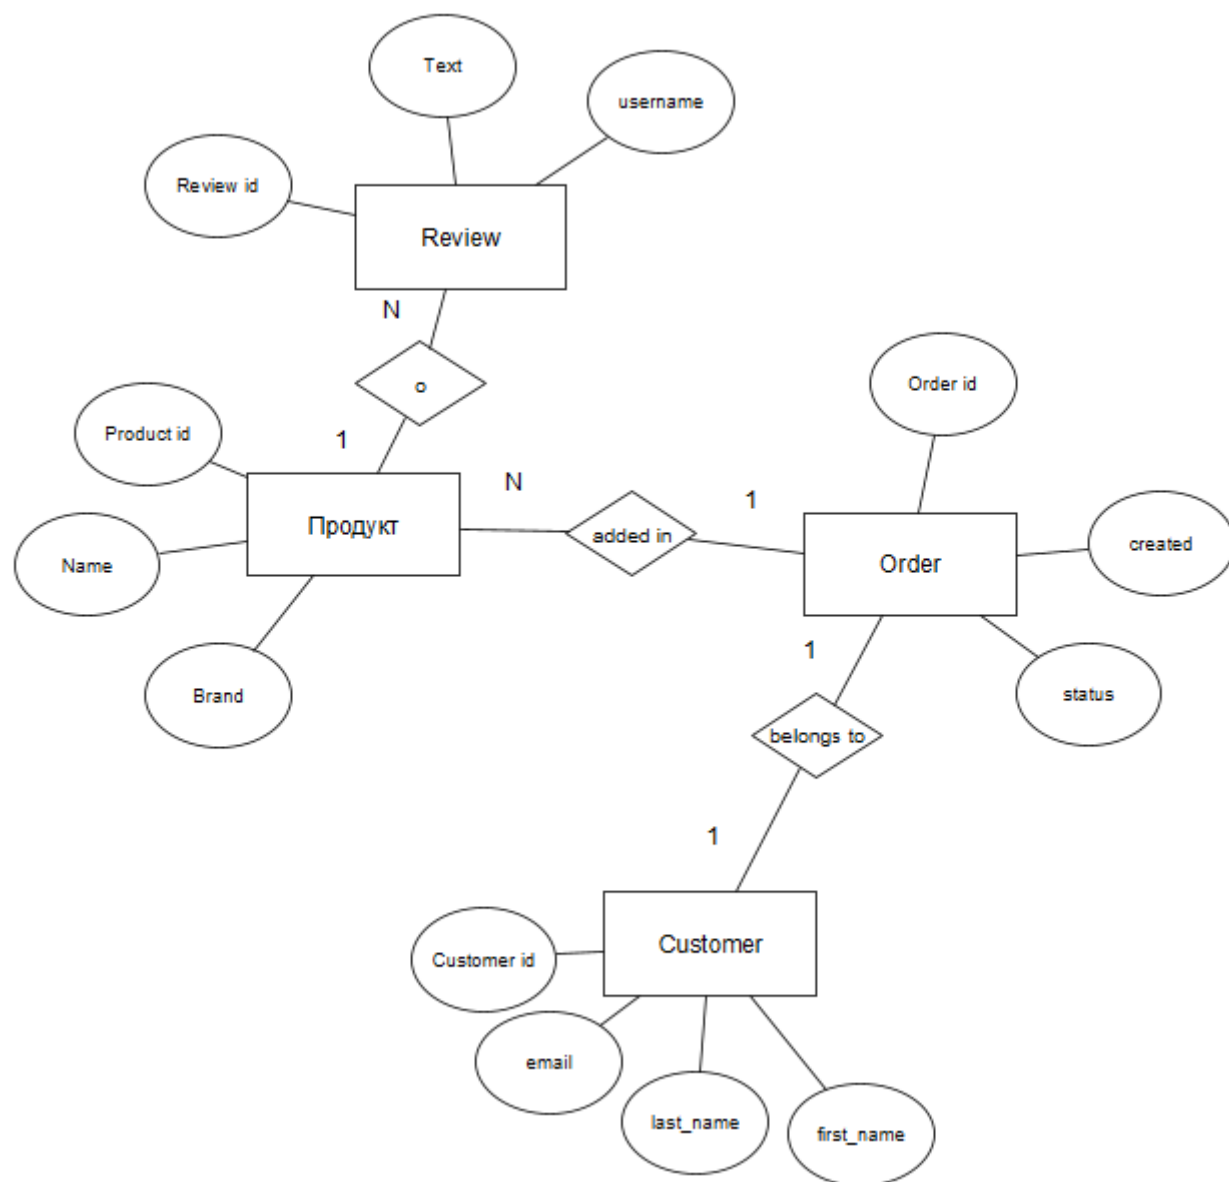 Text
username
Review id
Review
N
o
Order id
Product id
1
N
1
Продукт
added in
created
Name
Order
1
status
Brand
belongs to
1
Customer
Customer id
email
last_name
first_name